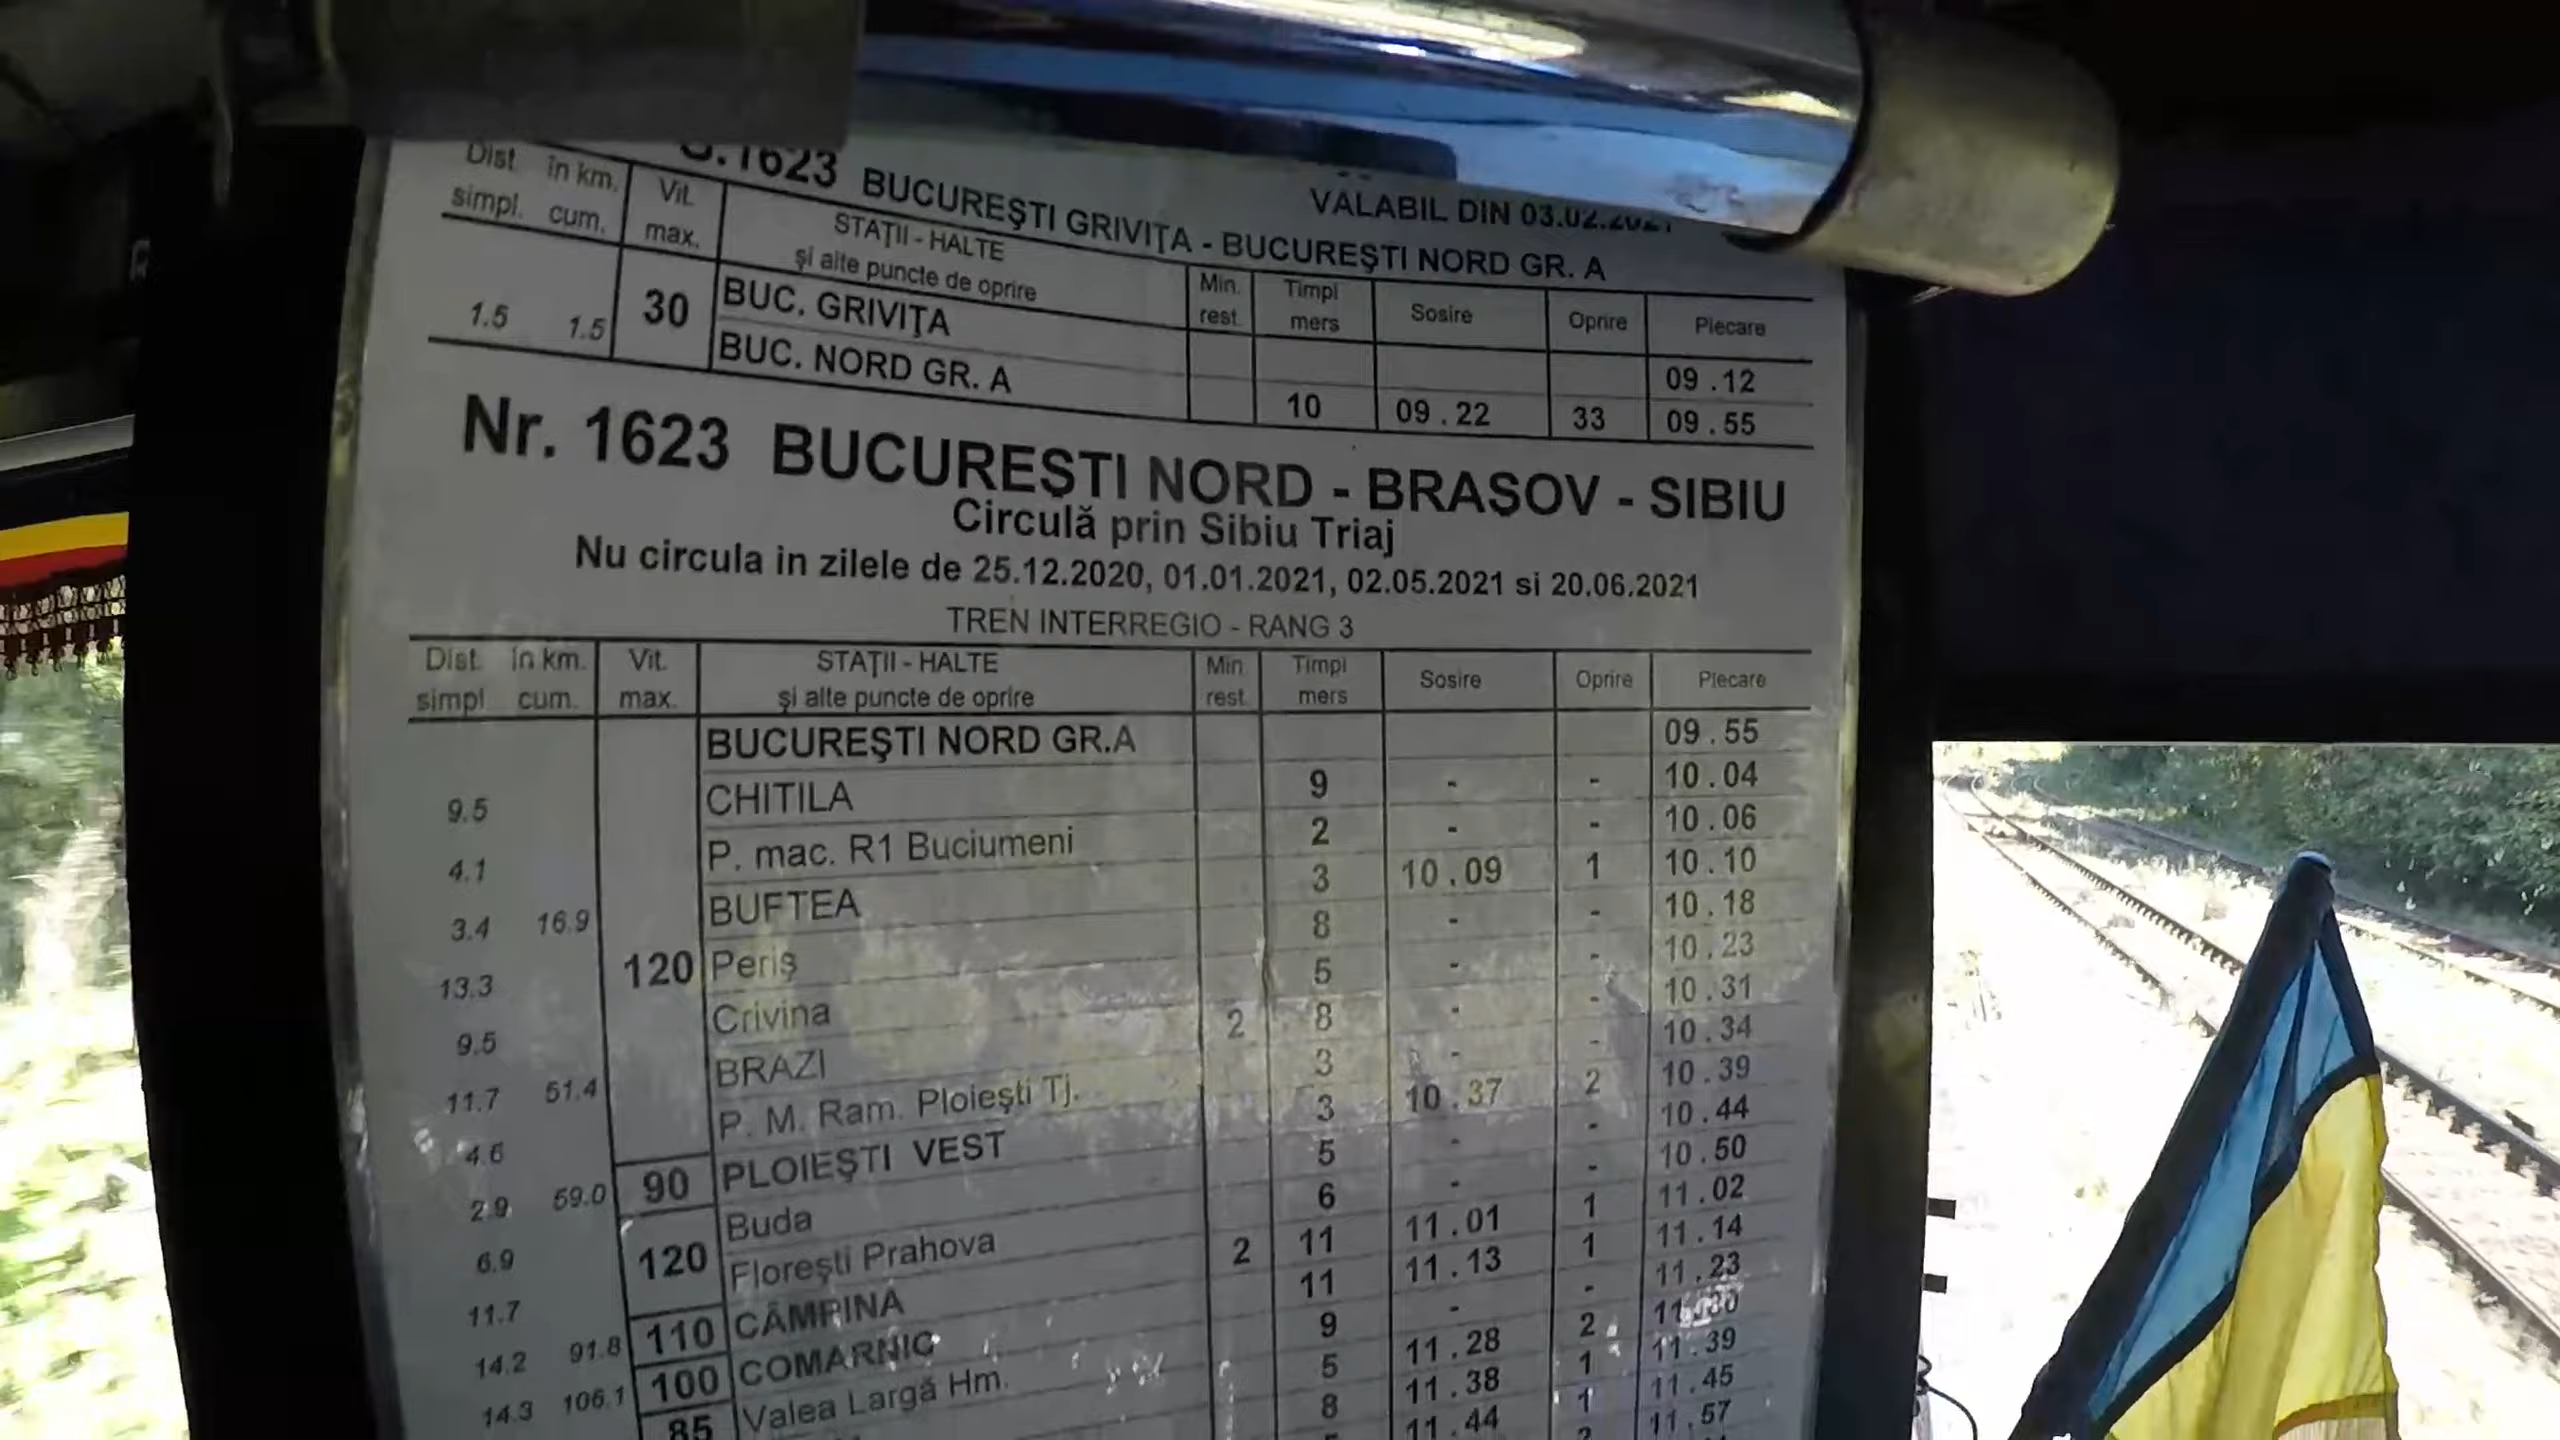 .1623 BUCUREŞTI GRIVIŢA - BUCUREŞTI NORD GR. A
VALABIL DIN 03.02.2021
Dist. în km. Vit. STAŢII - HALTE Min. Timpi Sosire Oprire Plecare
simpl. cum. max. şi alte puncte de oprire rest. mers
BUC. GRIVIŢA 09.12
1.5 1.5 30 BUC. NORD GR. A 10 09.22 33 09.55
Nr. 1623 BUCUREŞTI NORD - BRAŞOV - SIBIU
Circulă prin Sibiu Triaj
Nu circula in zilele de 25.12.2020, 01.01.2021, 02.05.2021 si 20.06.2021
TREN INTERREGIO - RANG 3
Dist. în km. Vit. STAŢII - HALTE Min. Timpi Sosire Oprire Plecare
simpl cum. max. şi alte puncte de oprire rest. mers
BUCUREŞTI NORD GR.A 09.55
9.5 CHITILA 9 - - 10.04
4.1 P. mac. R1 Buciumeni 2 - - 10.06
3.4 16.9 BUFTEA 3 10.09 1 10.10
13.3 120 Periş 8 - - 10.18
9.5 Crivina 5 - - 10.23
11.7 51.4 BRAZI 2 8 - - 10.31
4.6 P. M. Ram. Ploieşti Tj. 3 - - 10.34
2.9 59.0 90 PLOIEŞTI VEST 3 10.37 2 10.39
6.9 120 Buda 5 - - 10.44
11.7 Floreşti Prahova 6 - - 10.50
14.2 91.8 110 CÂMPINA 2 11 11.01 1 11.02
14.3 106.1 100 COMARNIC 11 11.13 1 11.14
85 Valea Largă Hm. 9 - - 11.23
5 11.28 2
8 11.38 1 11.39
11.44 1 11.45
11.57